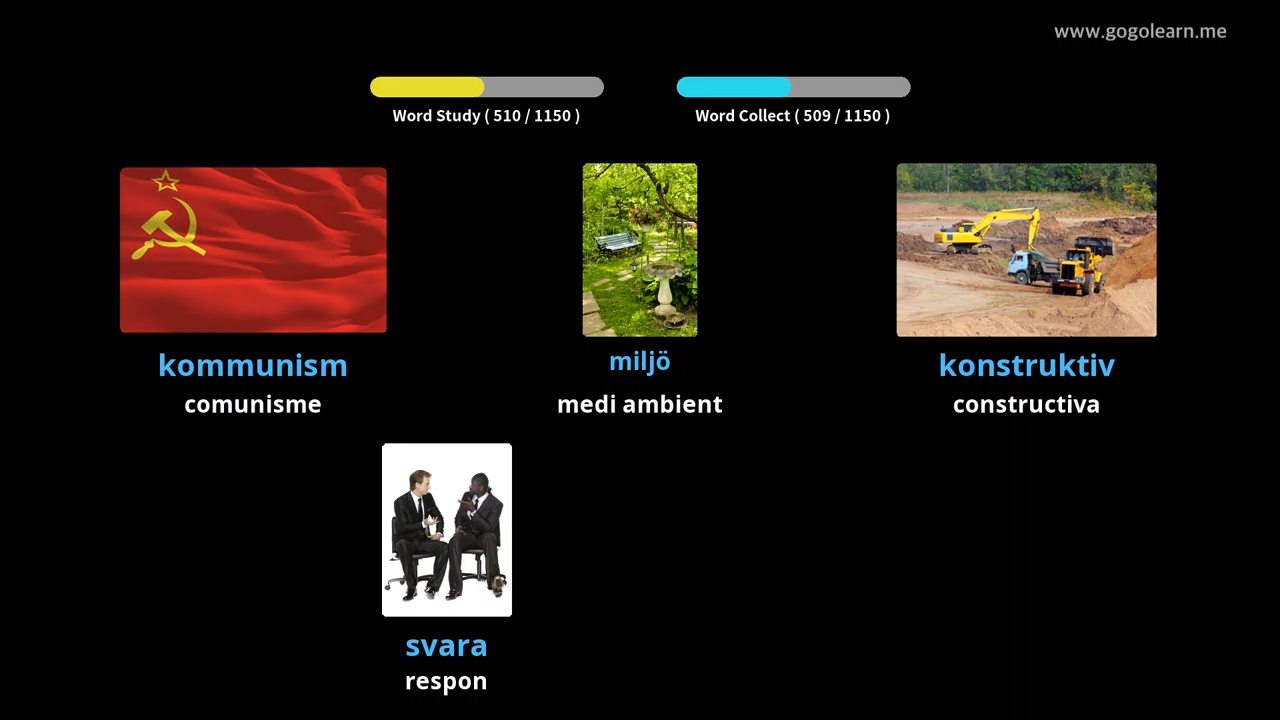 www.gogolearn.me
Word Study ( 510 / 1150 )
Word Collect ( 509 / 1150 )
kommunism
comunisme
miljö
medi ambient
konstruktiv
constructiva
svara
respon